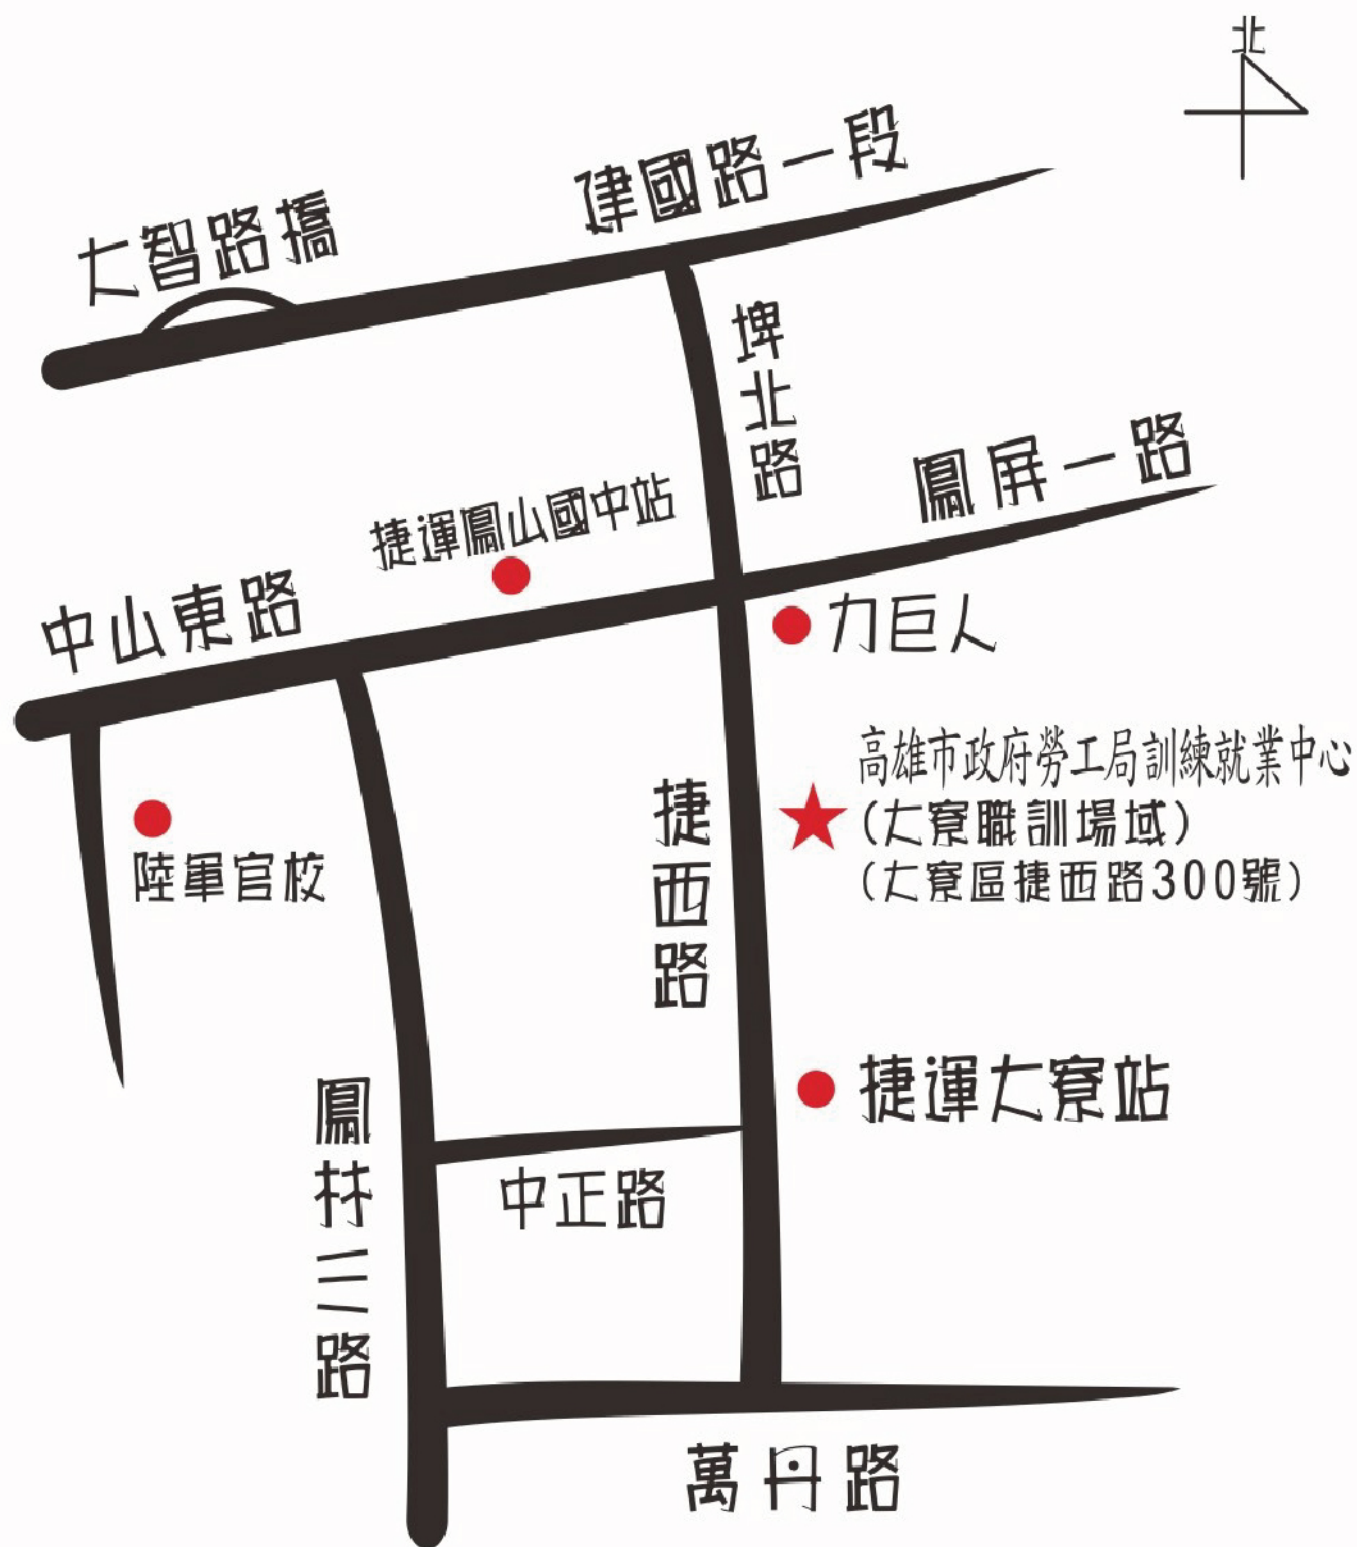 北
建國路一段
大智路橋
埤北路
鳳屏一路
捷運鳳山國中站
中山東路
力巨人
高雄市政府勞工局訓練就業中心
(大寮職訓場域)
(大寮區捷西路300號)
捷西路
陸軍官校
捷運大寮站
鳳林三路
中正路
萬丹路